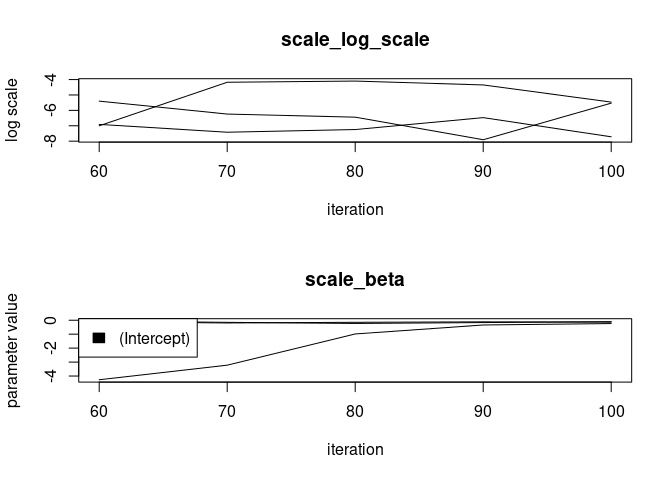 scale_log_scale
log scale
-4
-6
-8
60 70 80 90 100
iteration
scale_beta
parameter value
0
-2
-4
(Intercept)
60 70 80 90 100
iteration